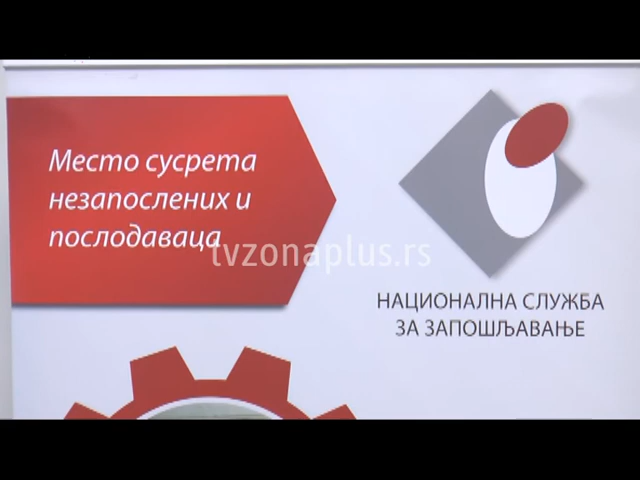 Место сусрета
незапослених и
послодаваца
tvzonaplus.rs
НАЦИОНАЛНА СЛУЖБА
ЗА ЗАПОШЉАВАЊЕ